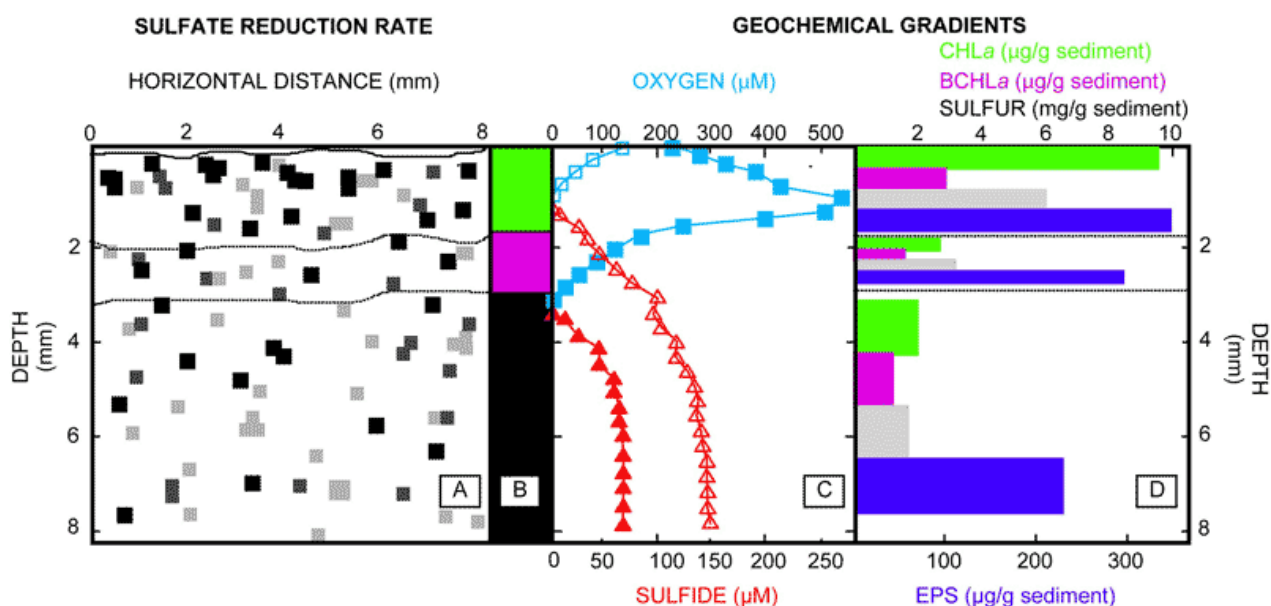 SULFATE REDUCTION RATE
GEOCHEMICAL GRADIENTS
CHLa (µg/g sediment)
HORIZONTAL DISTANCE (mm)
OXYGEN (µM)
BCHLa (µg/g sediment)
SULFUR (mg/g sediment)
0 2 4 6 8
0 100 200 300 400 500
2 4 6 8 10
DEPTH
(mm)
2
4
6
8
A
B
C
D
2
4
6
8
DEPTH
(mm)
0 50 100 150 200 250
100 200 300
SULFIDE (µM)
EPS (µg/g sediment)